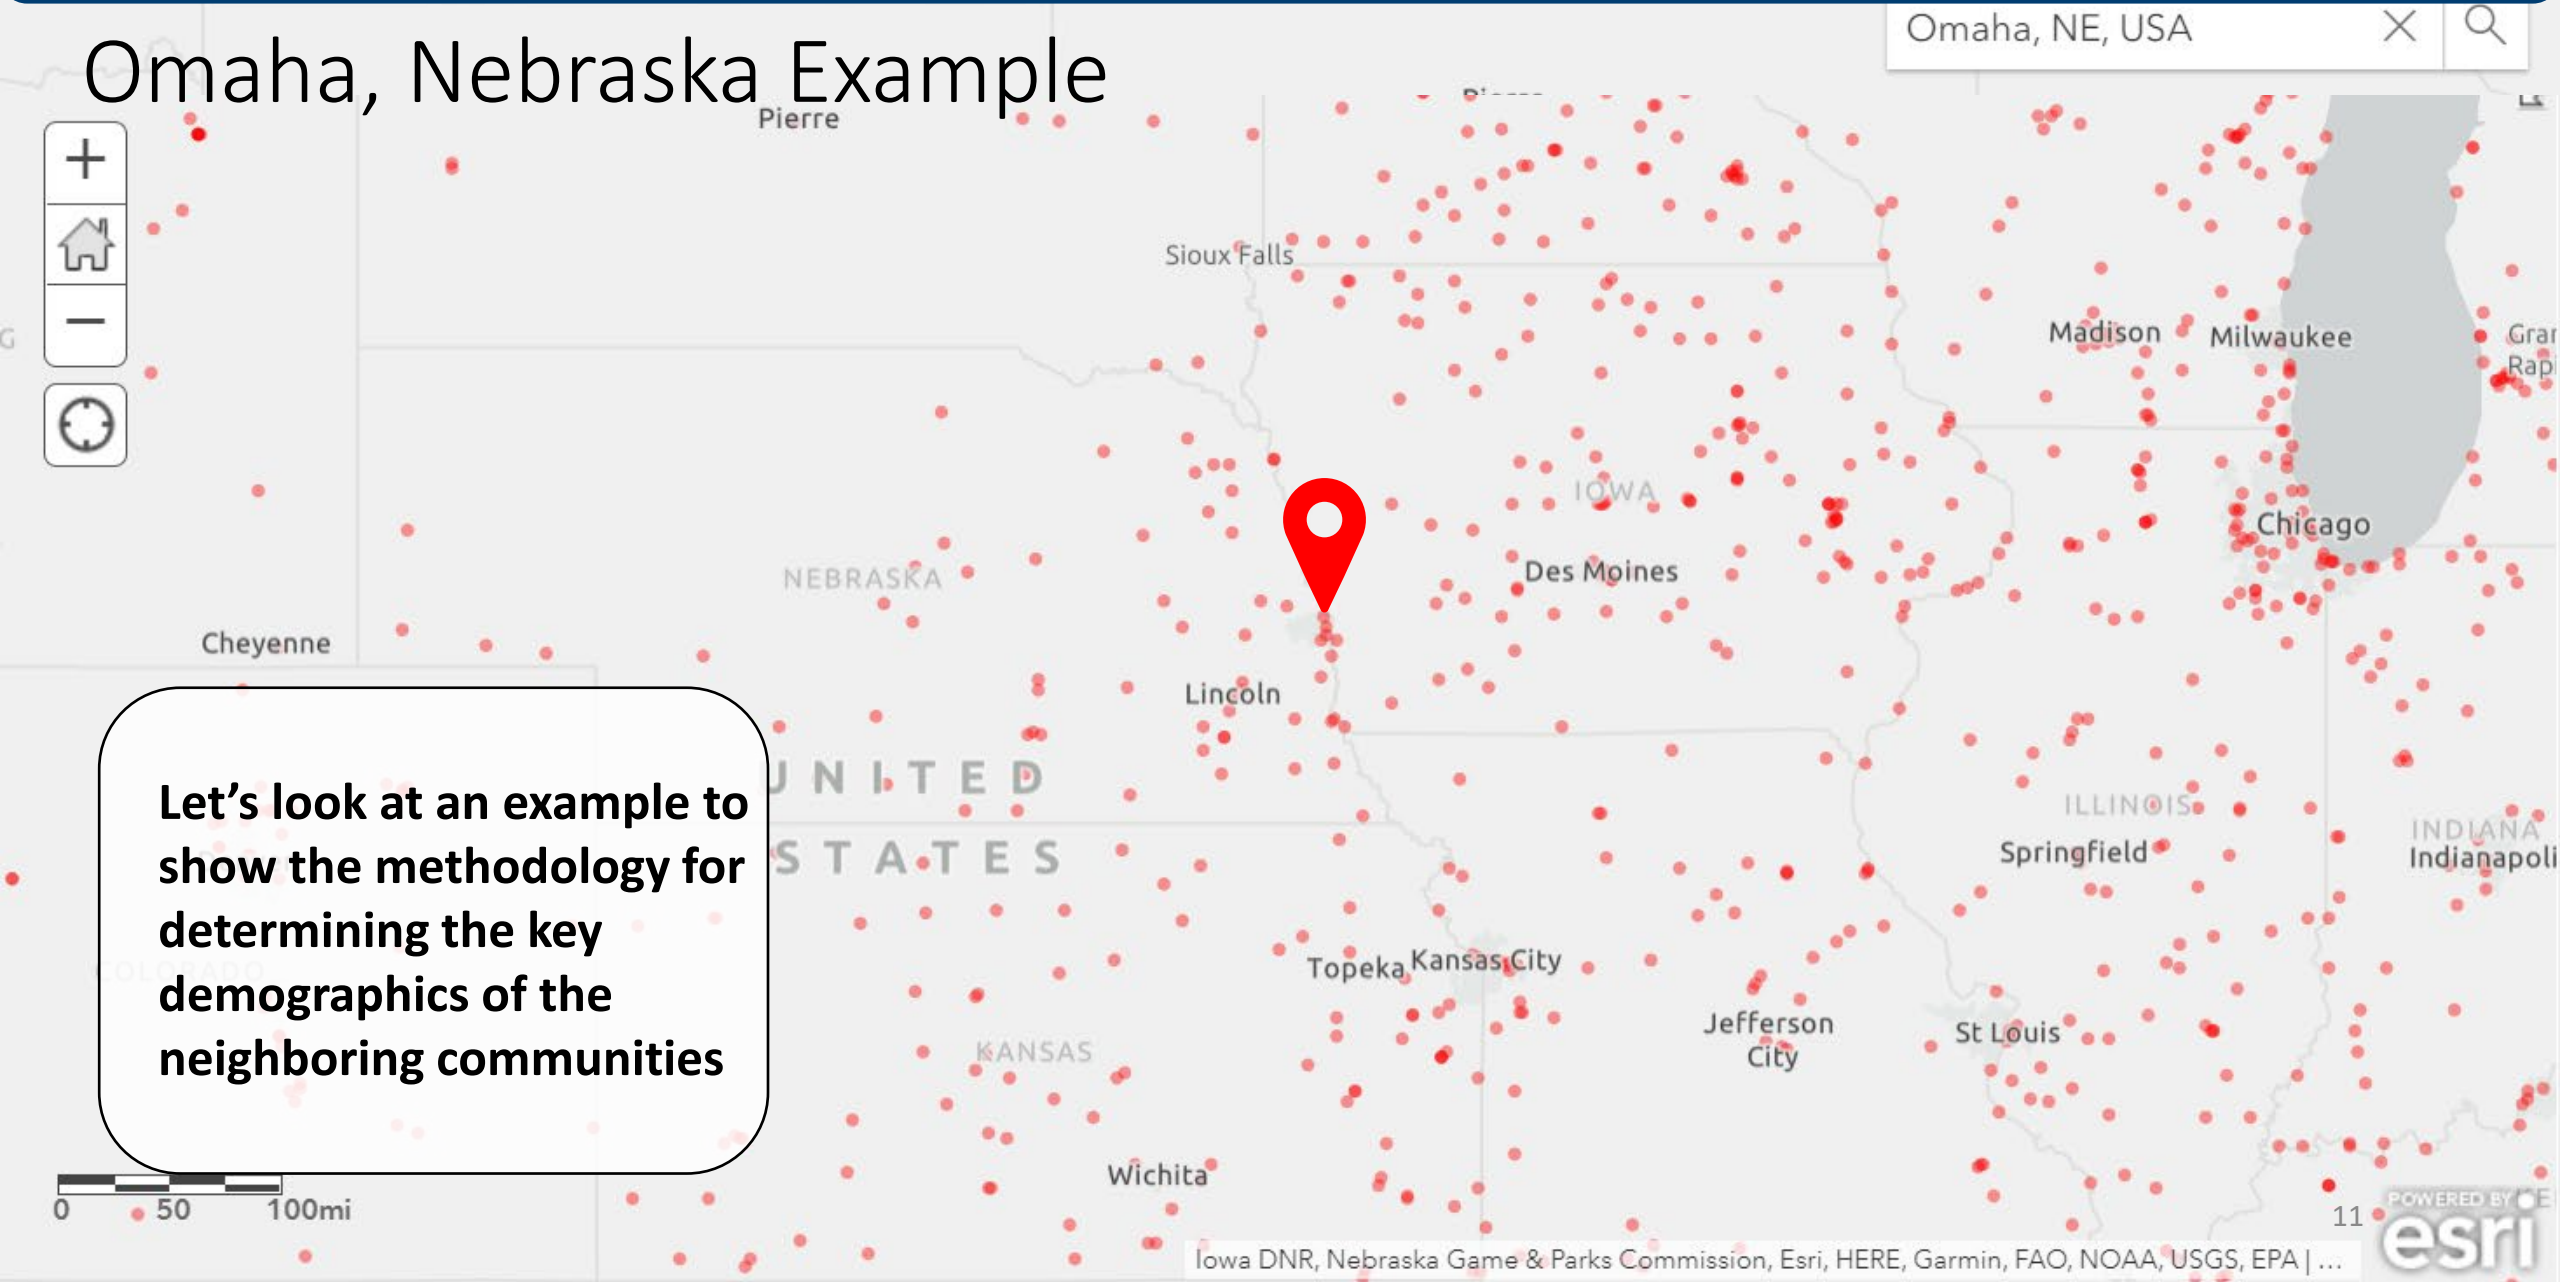 Omaha, NE, USA
Omaha, Nebraska Example
Pierre
Sioux Falls
Madison
Milwaukee
IOWA
Chicago
Des Moines
NEBRASKA
Cheyenne
Lincoln
UNITED
STATES
Let’s look at an example to
show the methodology for
determining the key
demographics of the
neighboring communities
COLORADO
ILLINOIS
Springfield
INDIANA
Topeka
Kansas City
Jefferson
City
St Louis
KANSAS
Wichita
0 50 100mi
11
POWERED BY
esri
Iowa DNR, Nebraska Game & Parks Commission, Esri, HERE, Garmin, FAO, NOAA, USGS, EPA | ...